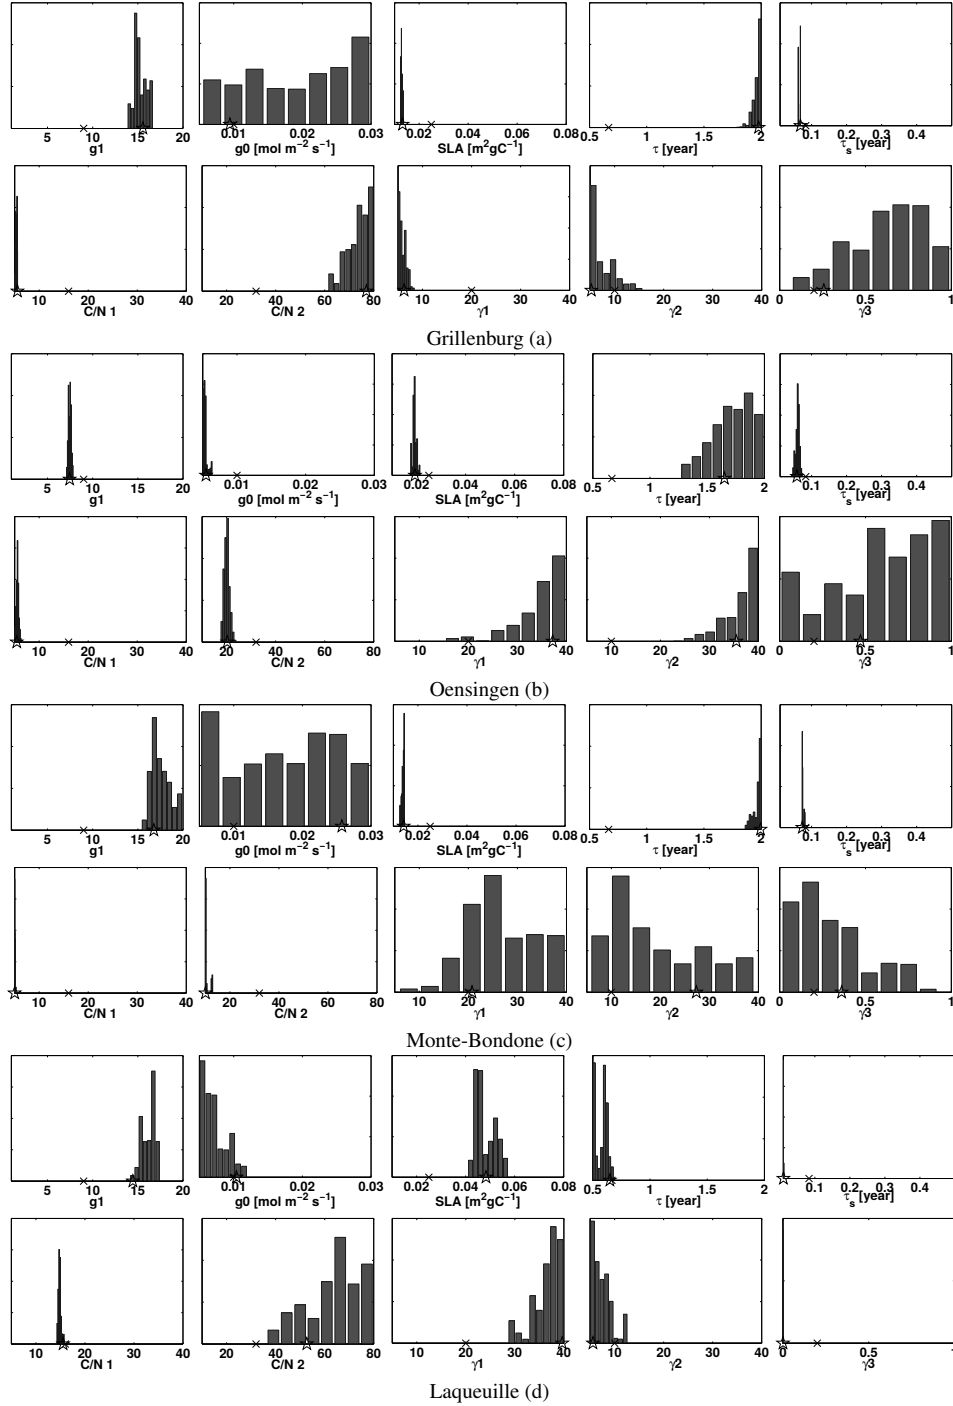 5 10 15 20
g1
0.01 0.02 0.03
g0 [mol m⁻² s⁻¹]
0.02 0.04 0.06 0.08
SLA [m²gC⁻¹]
0.5 1 1.5 2
τ [year]
0.1 0.2 0.3 0.4
τs [year]
10 20 30 40
C/N 1
20 40 60 80
C/N 2
10 20 30 40
γ1
10 20 30 40
γ2
0 0.5 1
γ3
Grillenburg (a)
5 10 15 20
g1
0.01 0.02 0.03
g0 [mol m⁻² s⁻¹]
0.02 0.04 0.06 0.08
SLA [m²gC⁻¹]
0.5 1 1.5 2
τ [year]
0.1 0.2 0.3 0.4
τs [year]
10 20 30 40
C/N 1
20 40 60 80
C/N 2
10 20 30 40
γ1
10 20 30 40
γ2
0 0.5 1
γ3
Oensingen (b)
5 10 15 20
g1
0.01 0.02 0.03
g0 [mol m⁻² s⁻¹]
0.02 0.04 0.06 0.08
SLA [m²gC⁻¹]
0.5 1 1.5 2
τ [year]
0.1 0.2 0.3 0.4
τs [year]
10 20 30 40
C/N 1
20 40 60 80
C/N 2
10 20 30 40
γ1
10 20 30 40
γ2
0 0.5 1
γ3
Monte-Bondone (c)
5 10 15 20
g1
0.01 0.02 0.03
g0 [mol m⁻² s⁻¹]
0.02 0.04 0.06 0.08
SLA [m²gC⁻¹]
0.5 1 1.5 2
τ [year]
0.1 0.2 0.3 0.4
τs [year]
10 20 30 40
C/N 1
20 40 60 80
C/N 2
10 20 30 40
γ1
10 20 30 40
γ2
0 0.5 1
γ3
Laqueuille (d)